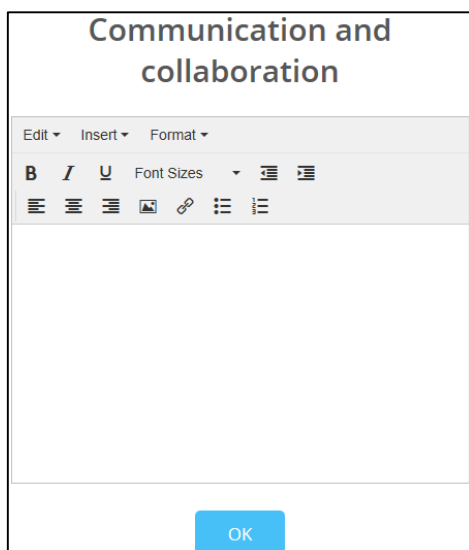 Communication and
collaboration
Edit Insert Format
B I U Font Sizes
OK